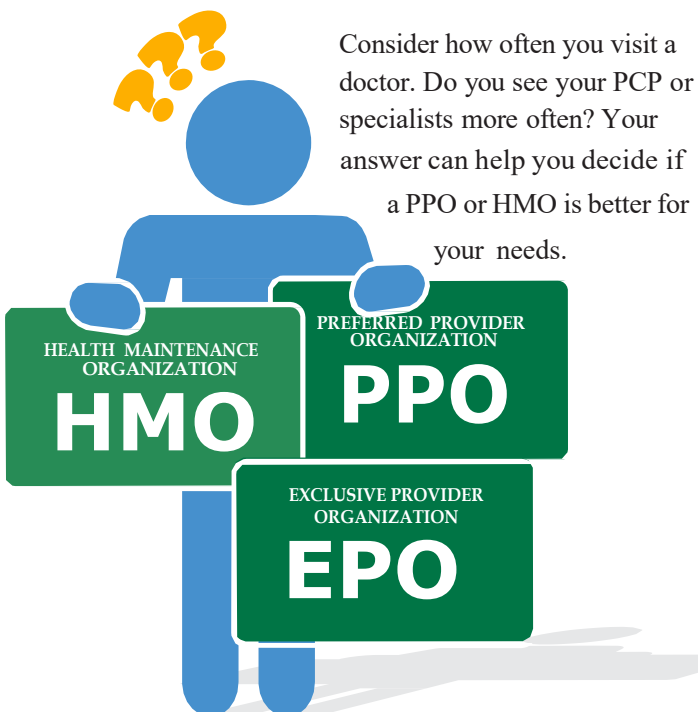 Consider how often you visit a
doctor. Do you see your PCP or
specialists more often? Your
answer can help you decide if
a PPO or HMO is better for
your needs.
HEALTH MAINTENANCE
ORGANIZATION
HMO
PREFERRED PROVIDER
ORGANIZATION
PPO
EXCLUSIVE PROVIDER
ORGANIZATION
EPO
???